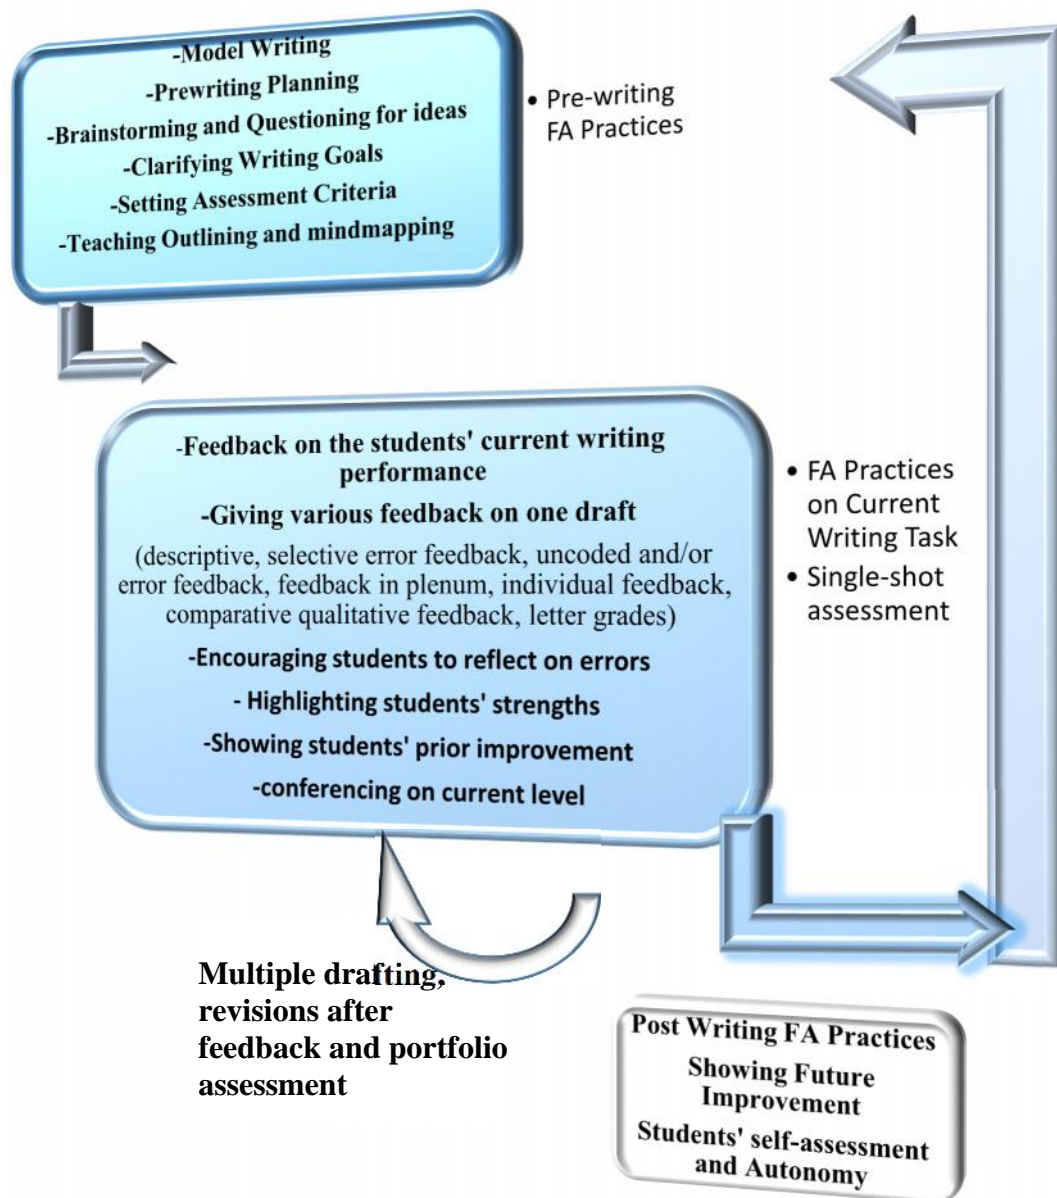 -Model Writing
-Prewriting Planning
-Brainstorming and Questioning for ideas
-Clarifying Writing Goals
-Setting Assessment Criteria
-Teaching Outlining and mindmapping
• Pre-writing
FA Practices
-Feedback on the students' current writing
performance
-Giving various feedback on one draft
(descriptive, selective error feedback, uncoded and/or
error feedback, feedback in plenum, individual feedback,
comparative qualitative feedback, letter grades)
-Encouraging students to reflect on errors
- Highlighting students' strengths
-Showing students' prior improvement
-conferencing on current level
• FA Practices
on Current
Writing Task
• Single-shot
assessment
Multiple drafting,
revisions after
feedback and portfolio
assessment
Post Writing FA Practices
Showing Future
Improvement
Students' self-assessment
and Autonomy